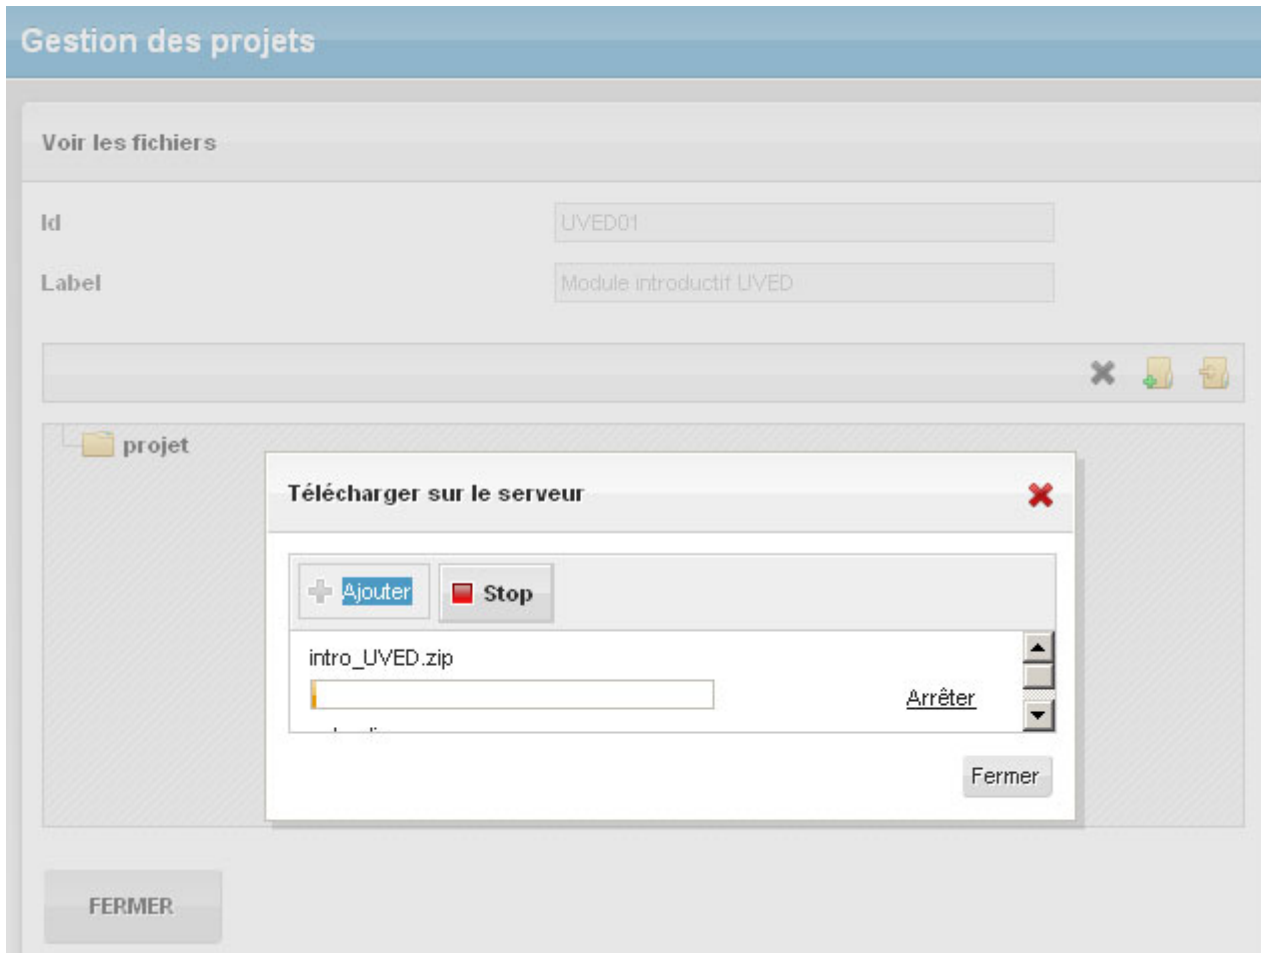 Gestion des projets
Voir les fichiers
Id UVED01
Label Module introductif UVED
projet
Télécharger sur le serveur
Ajouter Stop
intro_UVED.zip
Arrêter
Fermer
FERMER